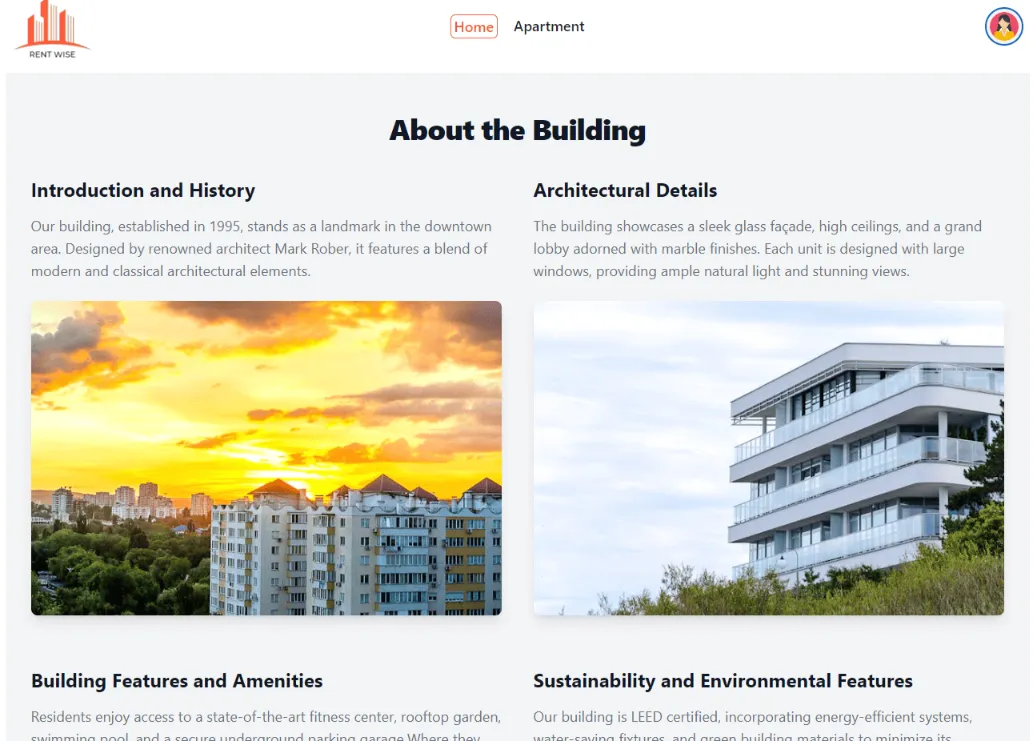 RENT WISE
Home
Apartment
About the Building
Introduction and History
Our building, established in 1995, stands as a landmark in the downtown
area. Designed by renowned architect Mark Rober, it features a blend of
modern and classical architectural elements.
Architectural Details
The building showcases a sleek glass façade, high ceilings, and a grand
lobby adorned with marble finishes. Each unit is designed with large
windows, providing ample natural light and stunning views.
Building Features and Amenities
Residents enjoy access to a state-of-the-art fitness center, rooftop garden,
swimming pool, and a secure underground parking garage.Where they
Sustainability and Environmental Features
Our building is LEED certified, incorporating energy-efficient systems,
water-saving fixtures, and green building materials to minimize its